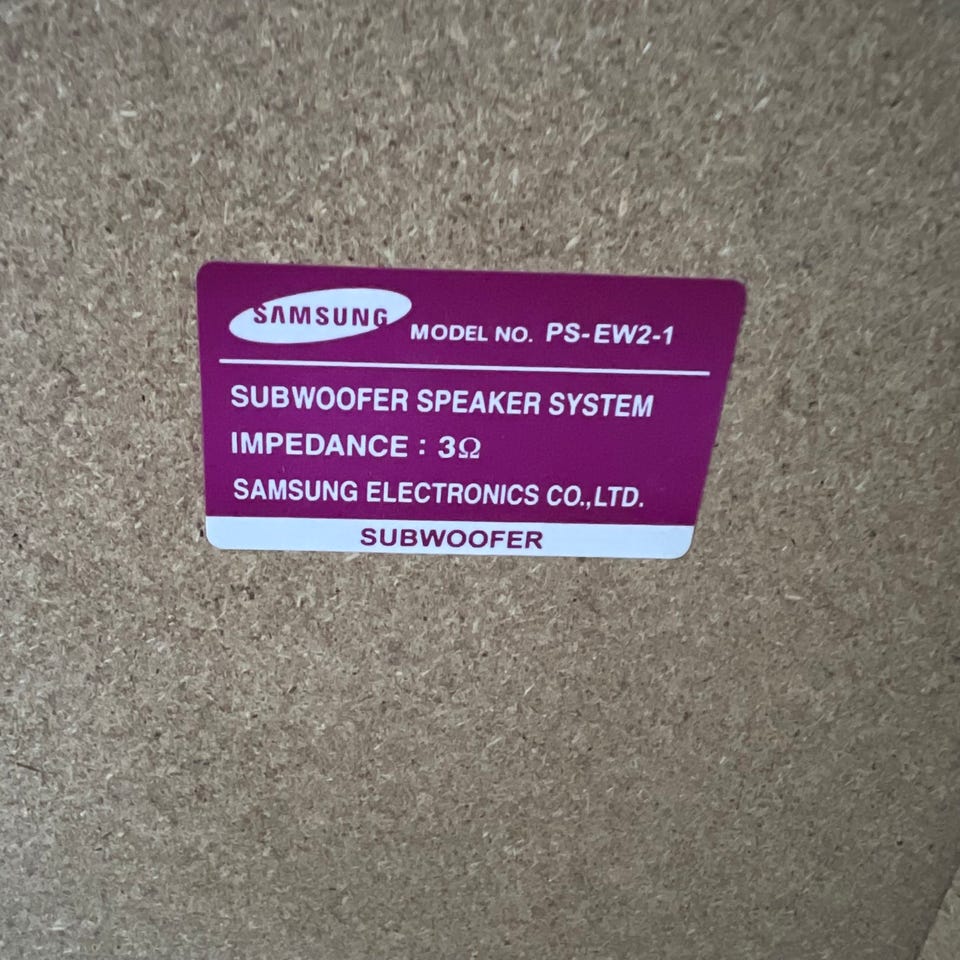 SAMSUNG MODEL NO. PS-EW2-1
SUBWOOFER SPEAKER SYSTEM
IMPEDANCE : 3Ω
SAMSUNG ELECTRONICS CO.,LTD.
SUBWOOFER